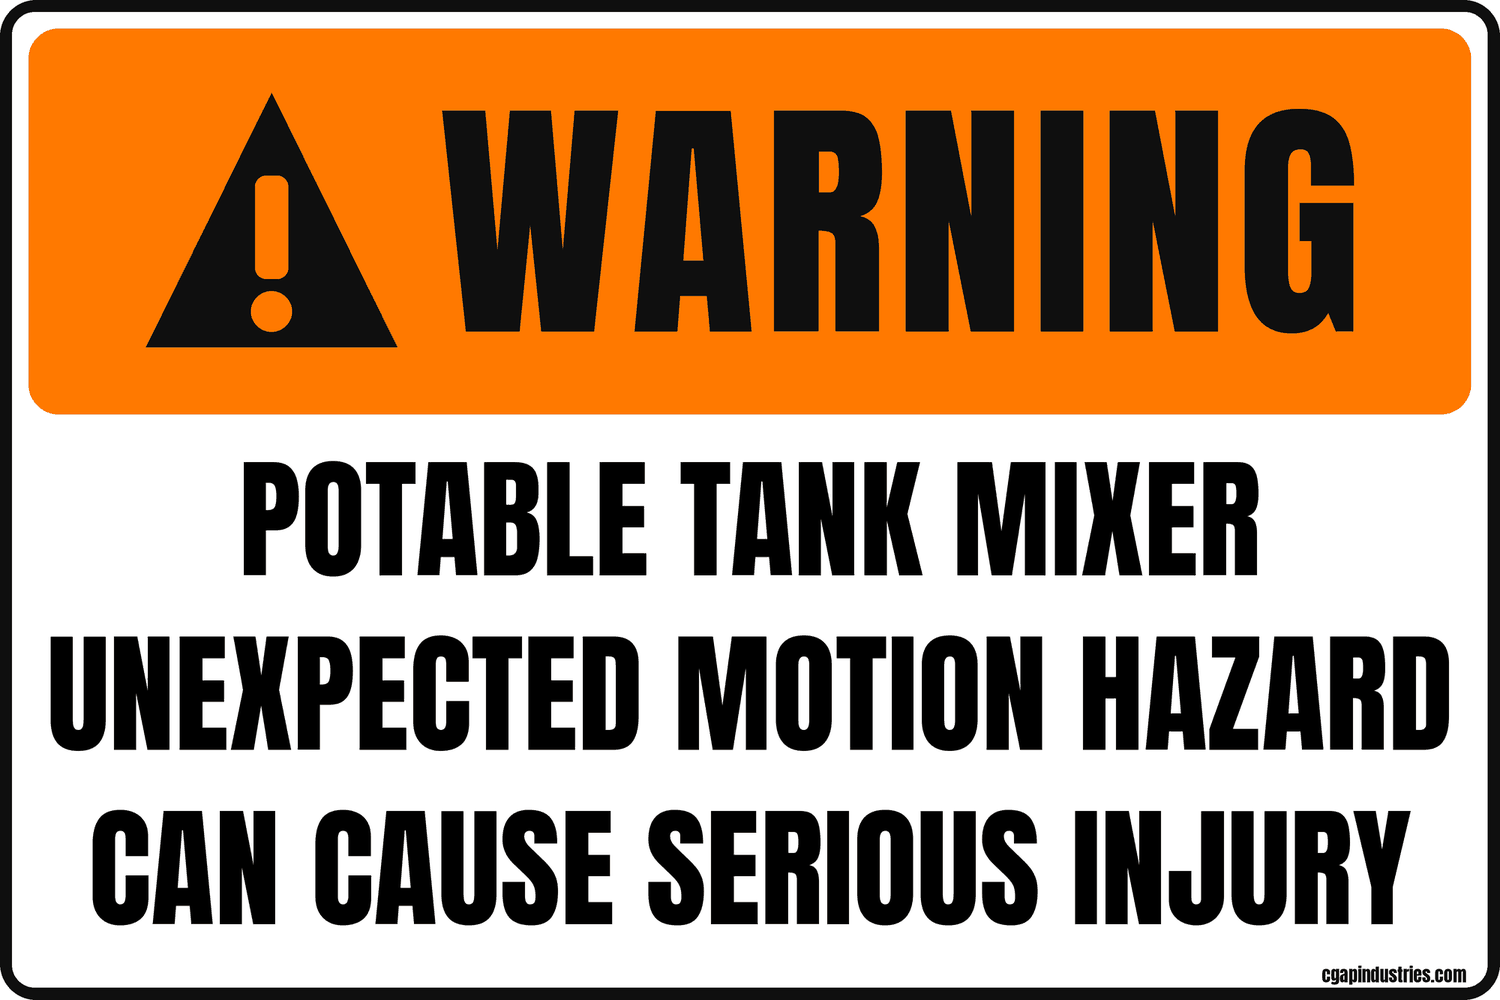 WARNING
POTABLE TANK MIXER
UNEXPECTED MOTION HAZARD
CAN CAUSE SERIOUS INJURY
cgapindustries.com